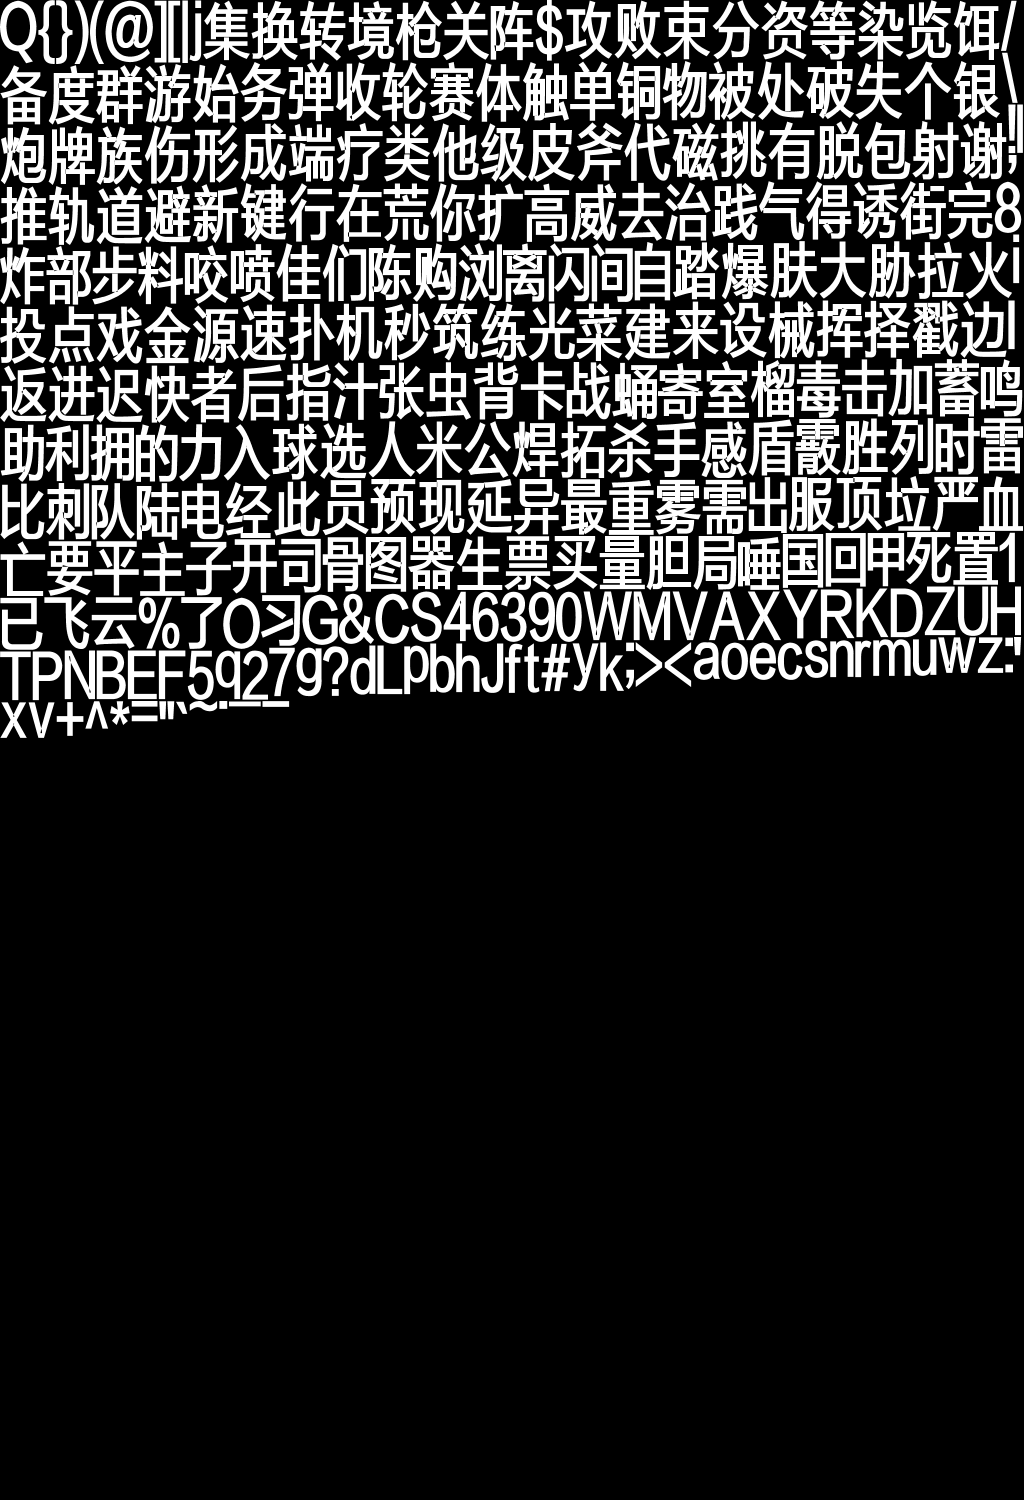 Q{})(@][|j集换转境枪关阵$攻败束分资等染览饵/
备度群游始务弹收轮赛体触单铜物被处破失个银\
炮牌族伤形成端疗类他级皮斧代磁挑有脱包射谢;!
推轨道避新键行在荒你扩高威去治践气得诱街完8
炸部步料咬喷佳们陈购浏离闪间自踏爆肤大胁拉火i
投点戏金源速扑机秒筑练光菜建来设械挥择戳边l
返进迟快者后指汁张虫背卡战蛹寄室榴毒击加蓄鸣
助利拥的力入球选人米公焊拓杀手感盾霰胜列时雷
比刺队陆电经此员预现延异最重雾需出服顶垃严血
亡要平主子开司骨图器生票买量胆局唾国回甲死置1
已飞云%了O习G&CS46390WMVAXYRKDZUH
TPNBEF5q27g?dLpbhJft#yk;><aoecsnrmuwz:'
xv+^*="`~·—-